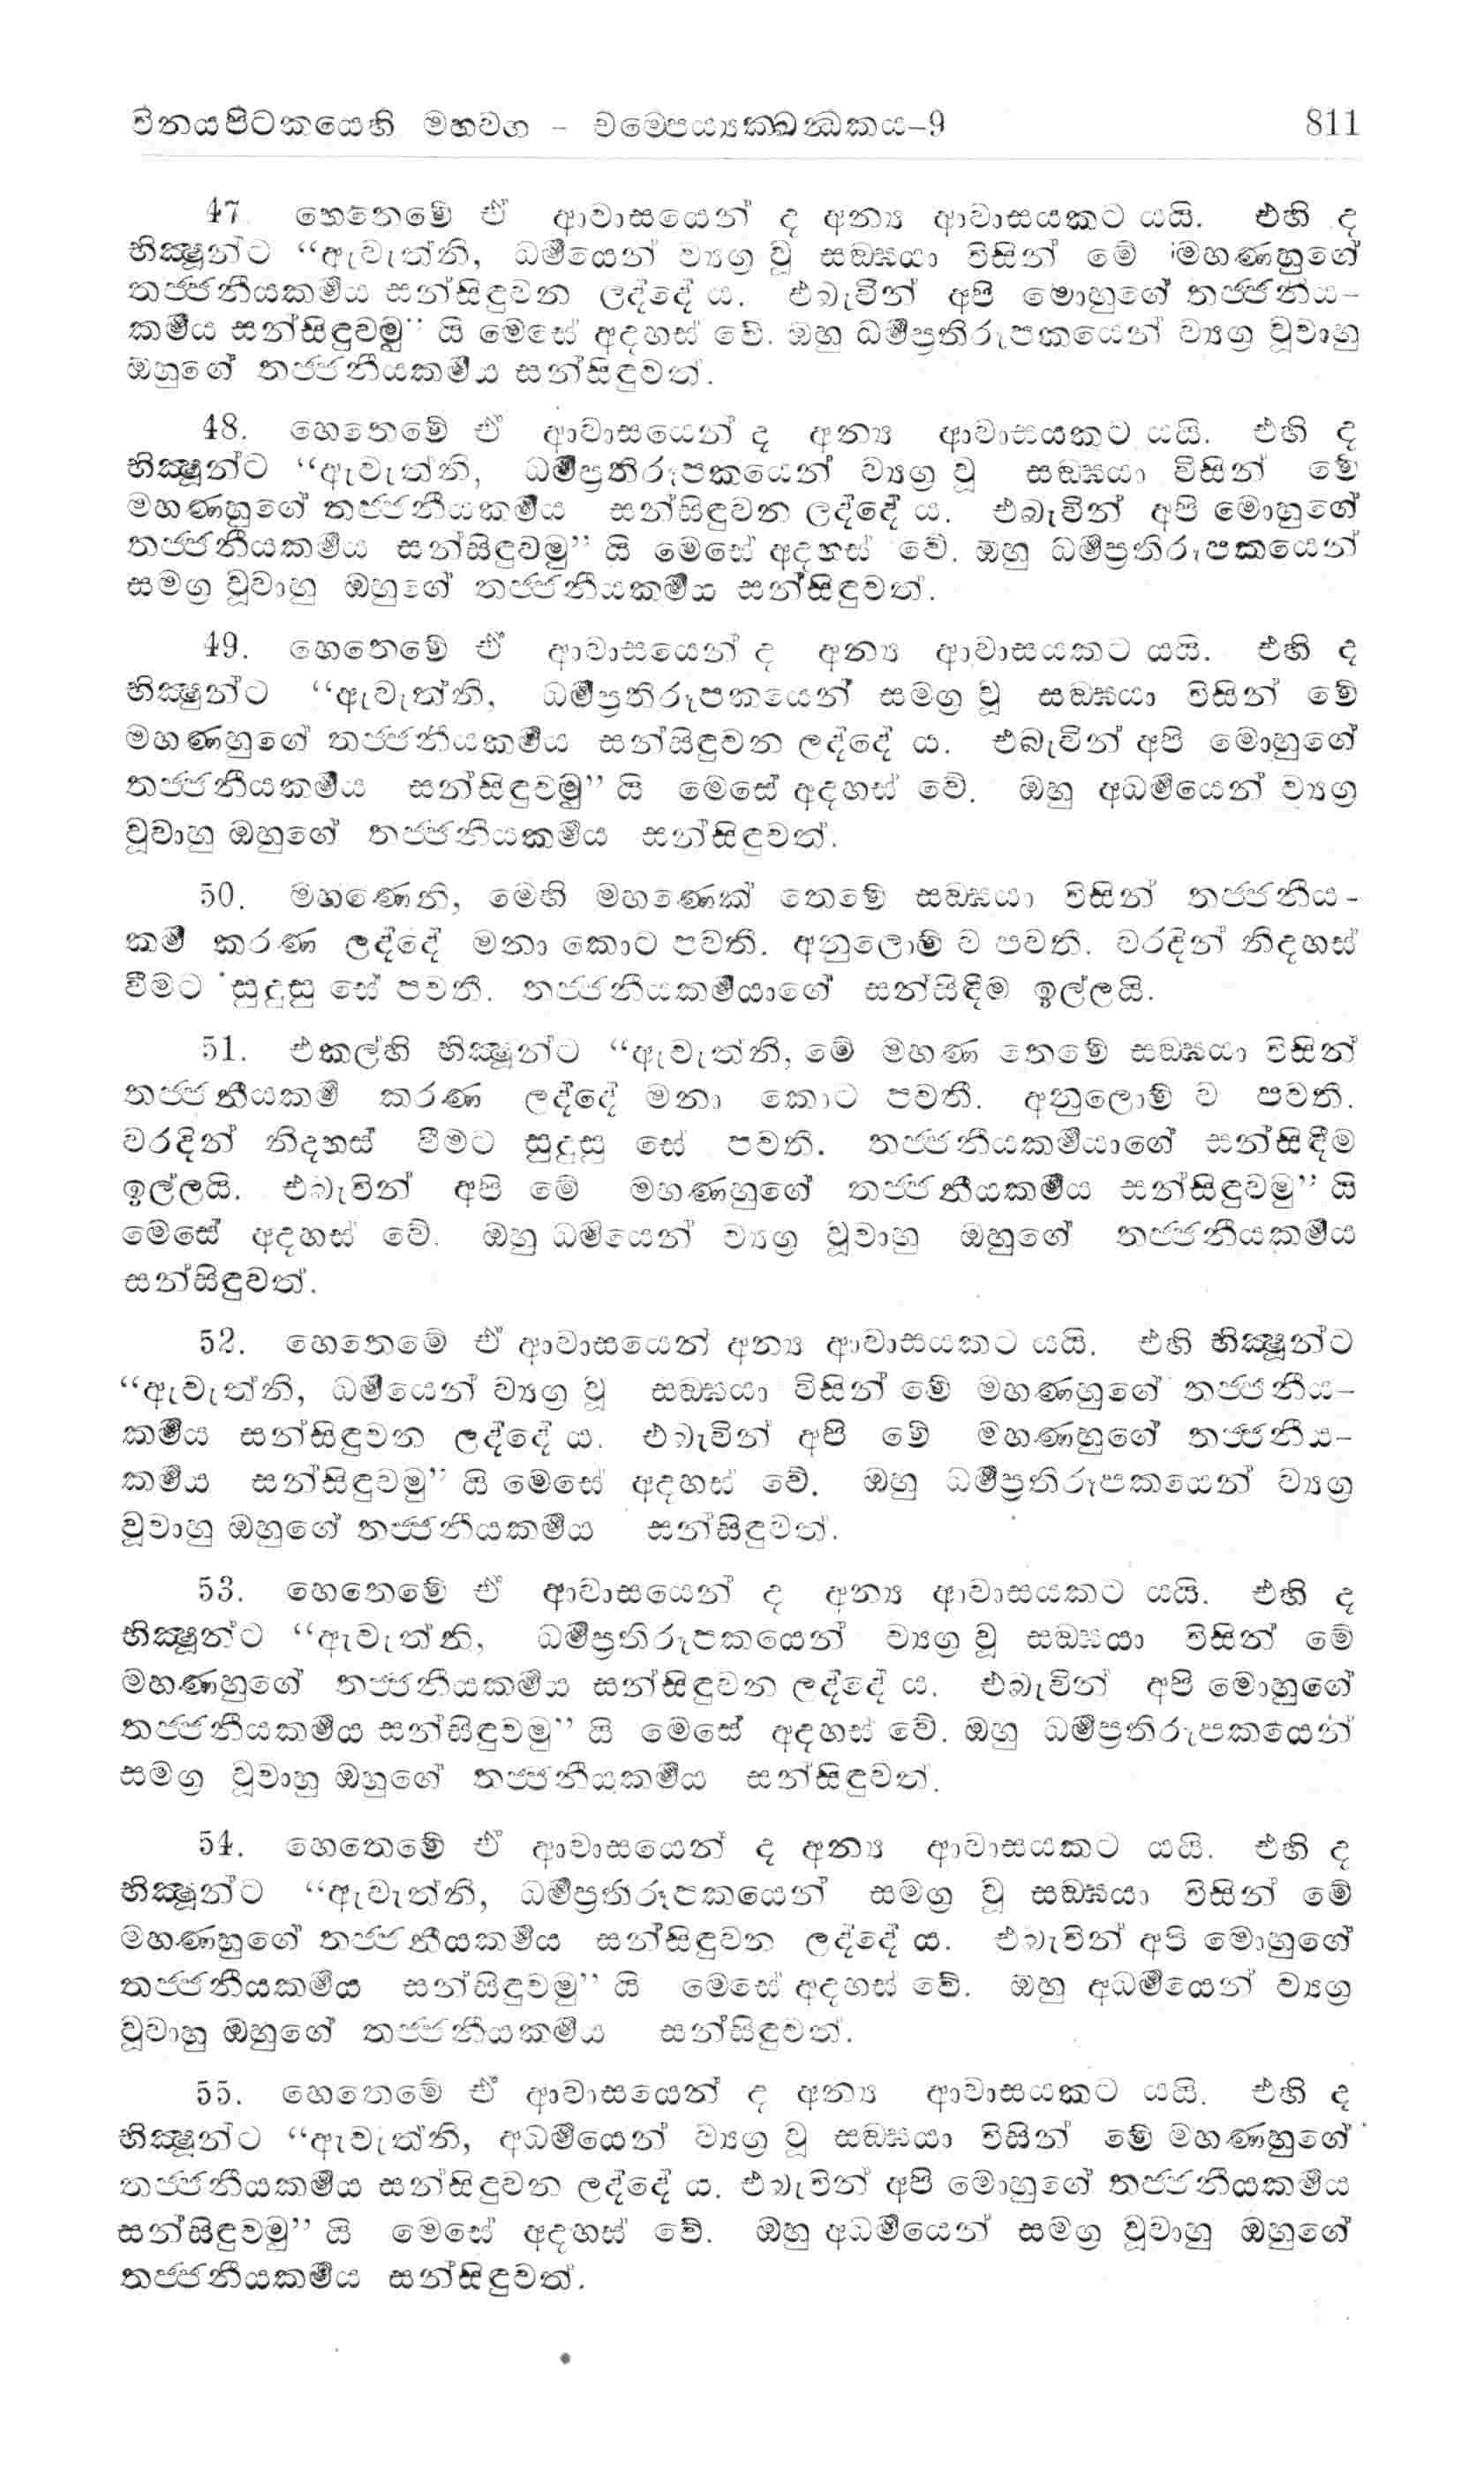 විනයපිටකයෙහි මහවග - චම්පෙය්‍යක්ඛන්ධකය-9 811
47. හෙතෙමේ ඒ ආවාසයෙන් ද අන්‍ය ආවාසයකට යයි. එහි ද
භික්‍ෂූන්ට “ඇවැත්නි, ධර්‍මයෙන් ව්‍යග්‍ර වූ සඞ්ඝයා විසින් මේ මහණහුගේ
තජ්ජනීයකර්‍මය සන්සිඳුවන ලද්දේ ය. එබැවින් අපි මොහුගේ තජ්ජනීය-
කර්‍මය සන්සිඳුවමු” යි මෙසේ අදහස් වේ. ඔහු ධර්‍මප්‍රතිරූපකයෙන් ව්‍යග්‍ර වූවාහු
ඔහුගේ තජ්ජනීයකර්‍මය සන්සිඳුවත්.
48. හෙතෙමේ ඒ ආවාසයෙන් ද අන්‍ය ආවාසයකට යයි. එහි ද
භික්‍ෂූන්ට “ඇවැත්නි, ධර්‍මප්‍රතිරූපකයෙන් ව්‍යග්‍ර වූ සඞ්ඝයා විසින් මේ
මහණහුගේ තජ්ජනීයකර්‍මය සන්සිඳුවන ලද්දේ ය. එබැවින් අපි මොහුගේ
තජ්ජනීයකර්‍මය සන්සිඳුවමු” යි මෙසේ අදහස් වේ. ඔහු ධර්‍මප්‍රතිරූපකයෙන්
සමග්‍ර වූවාහු ඔහුගේ තජ්ජනීයකර්‍මය සන්සිඳුවත්.
49. හෙතෙමේ ඒ ආවාසයෙන් ද අන්‍ය ආවාසයකට යයි. එහි ද
භික්‍ෂුන්ට “ඇවැත්නි, ධර්‍මප්‍රතිරූපකයෙන් සමග්‍ර වූ සඞ්ඝයා විසින් මේ
මහණහුගේ තජ්ජනීයකර්‍මය සන්සිඳුවන ලද්දේ ය. එබැවින් අපි මොහුගේ
තජ්ජනීයකර්‍මය සන්සිඳුවමු” යි මෙසේ අදහස් වේ. ඔහු අධර්‍මයෙන් ව්‍යග්‍ර
වූවාහු ඔහුගේ තජ්ජනීයකර්‍මය සන්සිඳුවත්.
50. මහණෙනි, මෙහි මහණෙක් තෙමේ සඞ්ඝයා විසින් තජ්ජනීය-
කර්‍ම කරණ ලද්දේ මනා කොට පවතී. අනුලොම් ව පවතී. වරදින් නිදහස්
වීමට සුදුසු සේ පවතී. තජ්ජනීයකර්‍මයාගේ සන්සිඳීම ඉල්ලයි.
51. එකල්හි භික්‍ෂූන්ට “ඇවැත්නි, මේ මහණ තෙමේ සඞ්ඝයා විසින්
තජ්ජනීයකර්‍ම කරණ ලද්දේ මනා කොට පවතී. අනුලොම් ව පවතී.
වරදින් නිදහස් වීමට සුදුසු සේ පවතී. තජ්ජනීයකර්‍මයාගේ සන්සිඳීම
ඉල්ලයි. එබැවින් අපි මේ මහණහුගේ තජ්ජනීයකර්‍මය සන්සිඳුවමු” යි
මෙසේ අදහස් වේ. ඔහු ධර්‍මයෙන් ව්‍යග්‍ර වූවාහු ඔහුගේ තජ්ජනීයකර්‍මය
සන්සිඳුවත්.
52. හෙතෙමේ ඒ ආවාසයෙන් අන්‍ය ආවාසයකට යයි. එහි භික්‍ෂූන්ට
“ඇවැත්නි, ධර්‍මයෙන් ව්‍යග්‍ර වූ සඞ්ඝයා විසින් මේ මහණහුගේ තජ්ජනීය-
කර්‍මය සන්සිඳුවන ලද්දේ ය. එබැවින් අපි මේ මහණහුගේ තජ්ජනීය-
කර්‍මය සන්සිඳුවමු” යි මෙසේ අදහස් වේ. ඔහු ධර්‍මප්‍රතිරූපකයෙන් ව්‍යග්‍ර
වූවාහු ඔහුගේ තජ්ජනීයකර්‍මය සන්සිඳුවත්.
53. හෙතෙමේ ඒ ආවාසයෙන් ද අන්‍ය ආවාසයකට යයි. එහි ද
භික්‍ෂූන්ට “ඇවැත්නි, ධර්‍මප්‍රතිරූපකයෙන් ව්‍යග්‍ර වූ සඞ්ඝයා විසින් මේ
මහණහුගේ තජ්ජනීයකර්‍මය සන්සිඳුවන ලද්දේ ය. එබැවින් අපි මොහුගේ
තජ්ජනීයකර්‍මය සන්සිඳුවමු” යි මෙසේ අදහස් වේ. ඔහු ධර්‍මප්‍රතිරූපකයෙන්
සමග්‍ර වූවාහු ඔහුගේ තජ්ජනීයකර්‍මය සන්සිඳුවත්.
54. හෙතෙමේ ඒ ආවාසයෙන් ද අන්‍ය ආවාසයකට යයි. එහි ද
භික්‍ෂූන්ට “ඇවැත්නි, ධර්‍මප්‍රතිරූපකයෙන් සමග්‍ර වූ සඞ්ඝයා විසින් මේ
මහණහුගේ තජ්ජනීයකර්‍මය සන්සිඳුවන ලද්දේ ය. එබැවින් අපි මොහුගේ
තජ්ජනීයකර්‍මය සන්සිඳුවමු” යි මෙසේ අදහස් වේ. ඔහු අධර්‍මයෙන් ව්‍යග්‍ර
වූවාහු ඔහුගේ තජ්ජනීයකර්‍මය සන්සිඳුවත්.
55. හෙතෙමේ ඒ ආවාසයෙන් ද අන්‍ය ආවාසයකට යයි. එහි ද
භික්‍ෂූන්ට “ඇවැත්නි, අධර්‍මයෙන් ව්‍යග්‍ර වූ සඞ්ඝයා විසින් මේ මහණහුගේ
තජ්ජනීයකර්‍මය සන්සිඳුවන ලද්දේ ය. එබැවින් අපි මොහුගේ තජ්ජනීයකර්‍මය
සන්සිඳුවමු” යි මෙසේ අදහස් වේ. ඔහු අධර්‍මයෙන් සමග්‍ර වූවාහු ඔහුගේ
තජ්ජනීයකර්‍මය සන්සිඳුවත්.